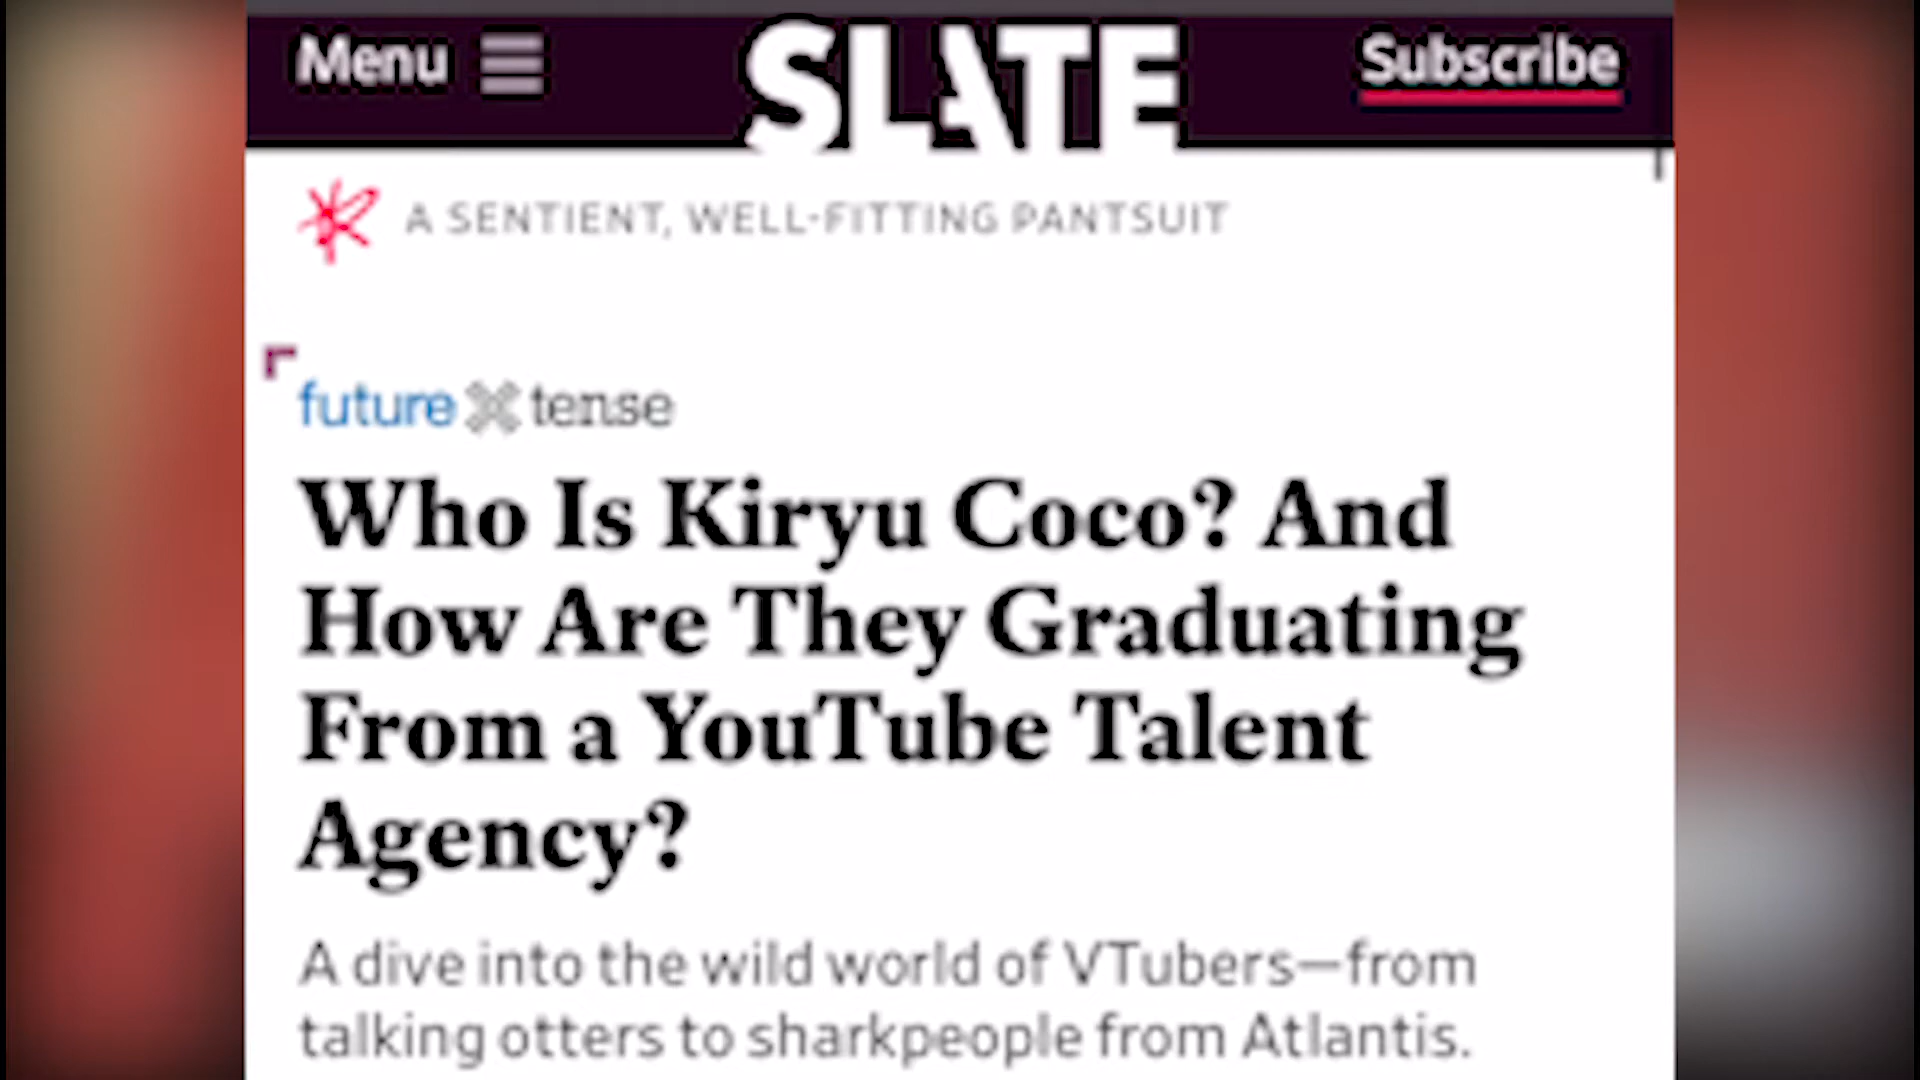 Menu SLATE Subscribe
A SENTIENT, WELL-FITTING PANTSUIT
future tense
Who Is Kiryu Coco? And
How Are They Graduating
From a YouTube Talent
Agency?
A dive into the wild world of VTubers—from
talking otters to sharkpeople from Atlantis.